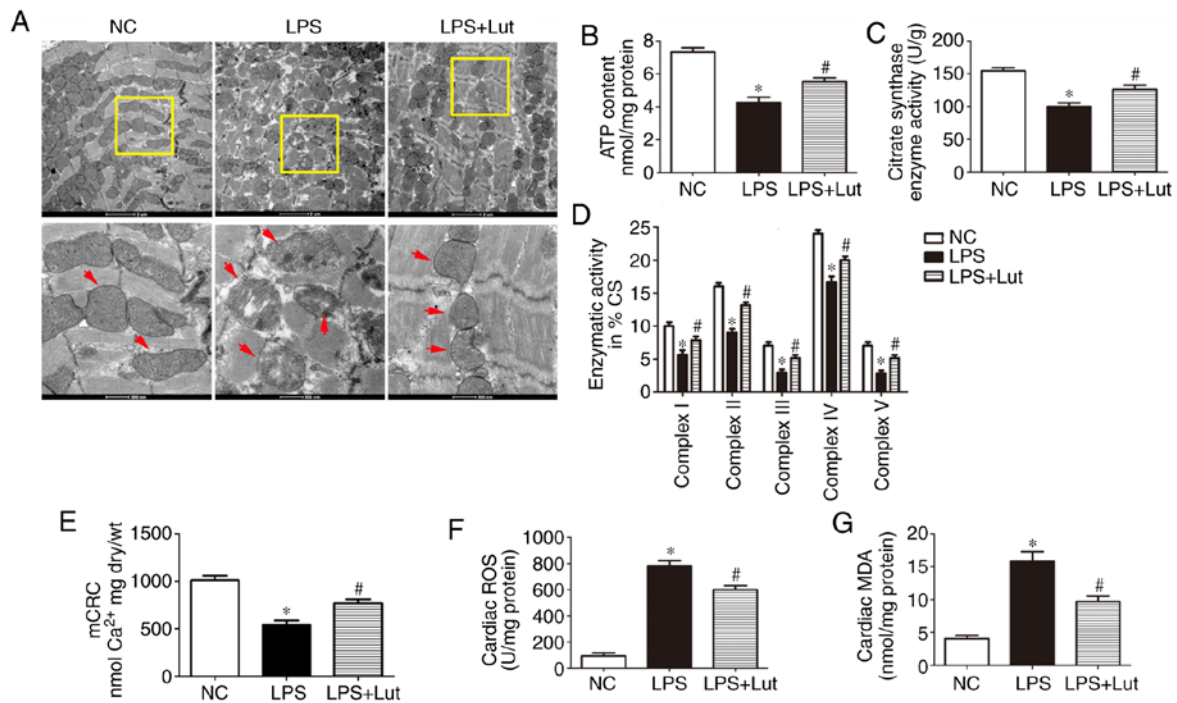 A
NC
LPS
LPS+Lut
B
ATP content
nmol/mg protein
8
6
4
2
0
*
#
NC
LPS
LPS+Lut
C
Citrate synthase
enzyme activity (U/g)
200
150
100
50
0
*
#
NC
LPS
LPS+Lut
D
Enzymatic activity
in % CS
25
20
15
10
5
0
*
#
*
#
*
#
*
#
*
#
Complex I
Complex II
Complex III
Complex IV
Complex V
NC
LPS
LPS+Lut
E
mCRC
nmol Ca2+ mg dry/wt
1500
1000
500
0
*
#
NC
LPS
LPS+Lut
F
Cardiac ROS
(U/mg protein)
1000
800
600
400
200
0
*
#
NC
LPS
LPS+Lut
G
Cardiac MDA
(nmol/mg protein)
20
15
10
5
0
*
#
NC
LPS
LPS+Lut